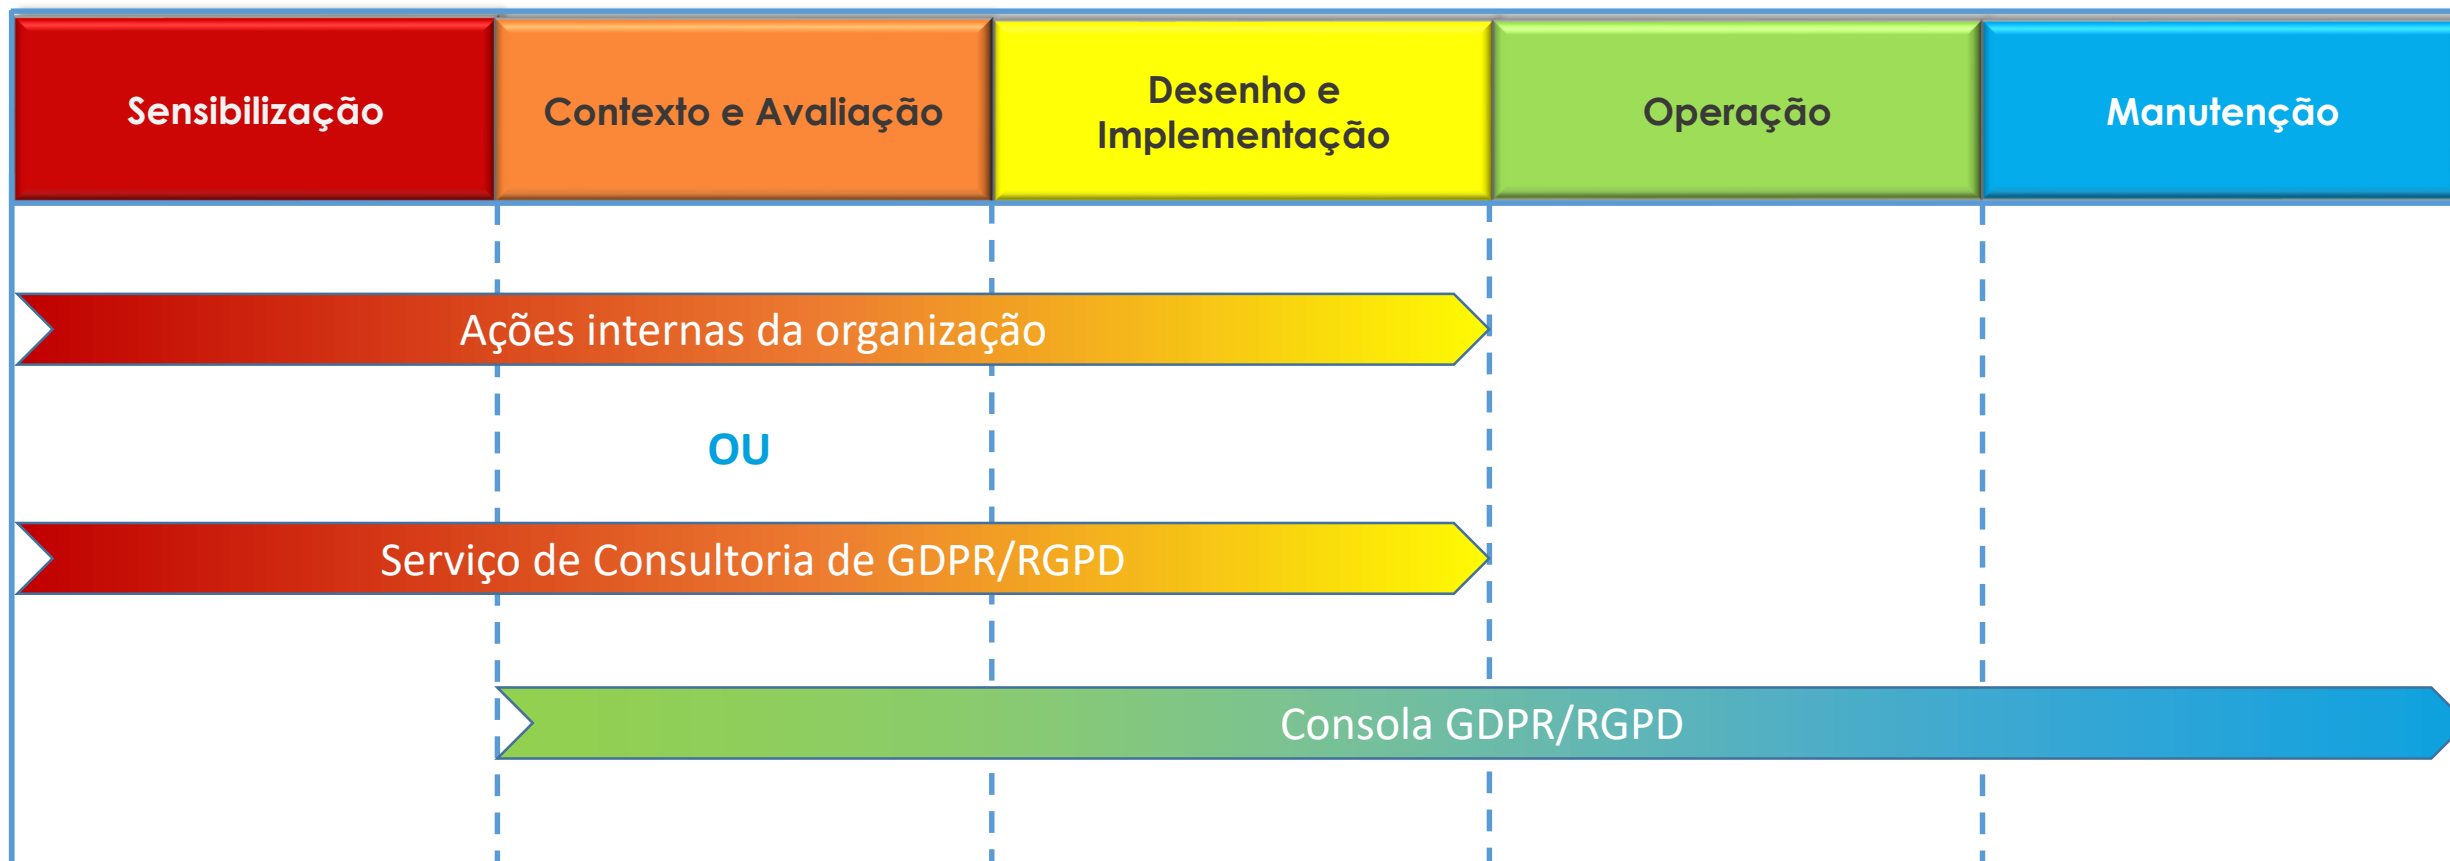 Sensibilização
Contexto e Avaliação
Desenho e
Implementação
Operação
Manutenção
Ações internas da organização
OU
Serviço de Consultoria de GDPR/RGPD
Consola GDPR/RGPD